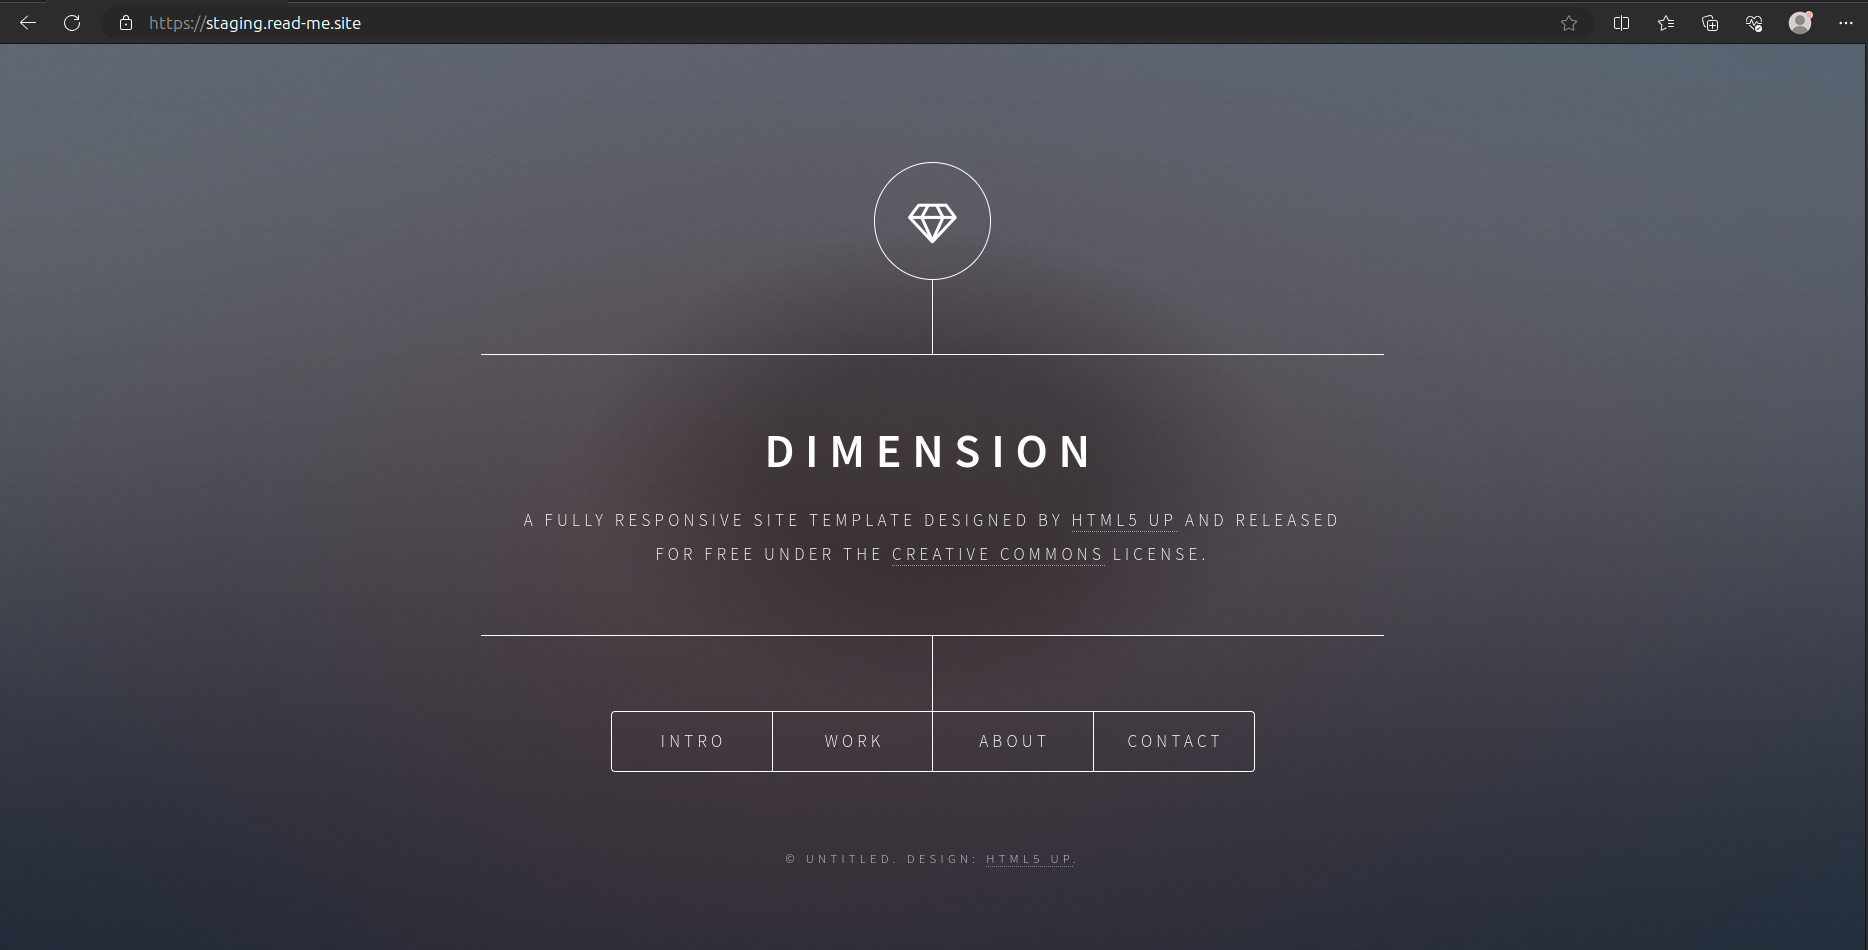 https://staging.read-me.site
DIMENSION
A FULLY RESPONSIVE SITE TEMPLATE DESIGNED BY HTML5 UP AND RELEASED
FOR FREE UNDER THE CREATIVE COMMONS LICENSE.
INTRO WORK ABOUT CONTACT
© UNTITLED. DESIGN: HTML5 UP.